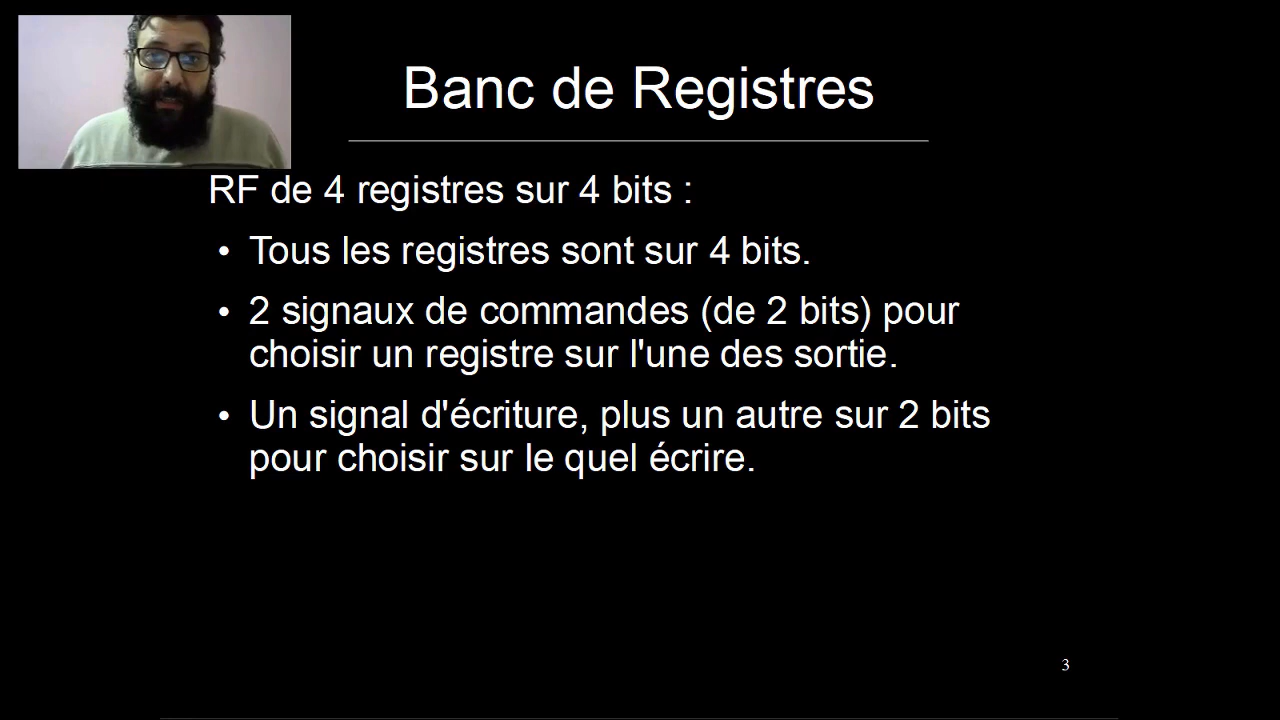 Banc de Registres
RF de 4 registres sur 4 bits :
• Tous les registres sont sur 4 bits.
• 2 signaux de commandes (de 2 bits) pour
choisir un registre sur l'une des sortie.
• Un signal d'écriture, plus un autre sur 2 bits
pour choisir sur le quel écrire.
3